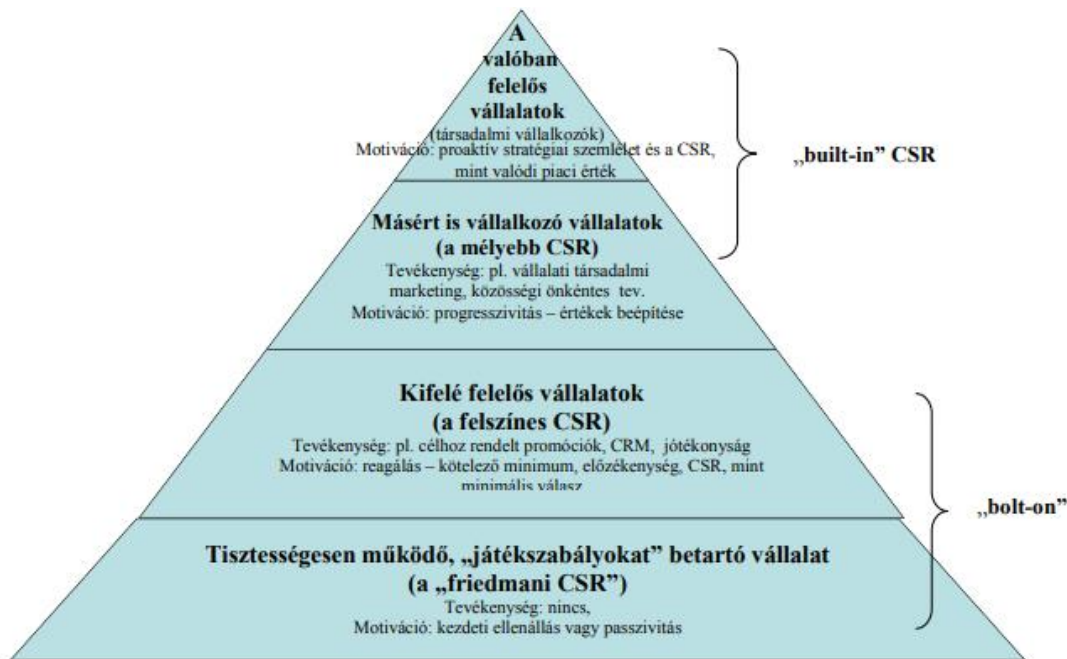 A
valóban
felelős
vállalatok
(társadalmi vállalkozók)
Motiváció: proaktív stratégiai szemlélet és a CSR,
mint valódi piaci érték
„built-in” CSR
Másért is vállalkozó vállalatok
(a mélyebb CSR)
Tevékenység: pl. vállalati társadalmi
marketing, közösségi önkéntes tev.
Motiváció: progresszivitás – értékek beépítése
Kifelé felelős vállalatok
(a felszínes CSR)
Tevékenység: pl. célhoz rendelt promóciók, CRM, jótékonyság
Motiváció: reagálás – kötelező minimum, előzékenység, CSR, mint
minimális válasz
„bolt-on”
Tisztességesen működő, „játékszabályokat” betartó vállalat
(a „friedmani CSR”)
Tevékenység: nincs,
Motiváció: kezdeti ellenállás vagy passzivitás